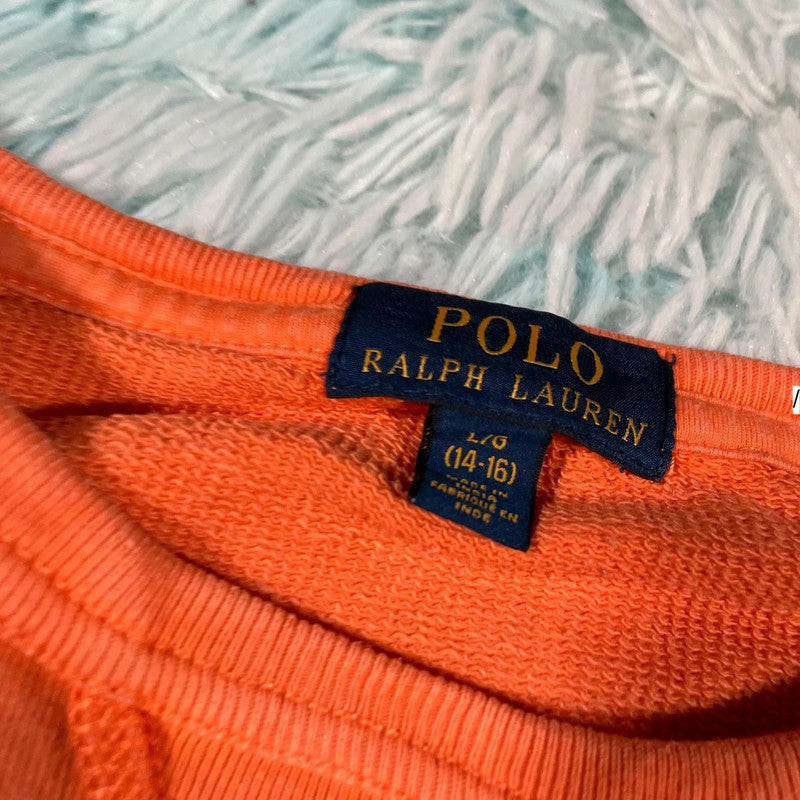 POLO
RALPH LAUREN
L/G
(14-16)
MADE IN
INDIA
FABRIQUÉ EN
INDE